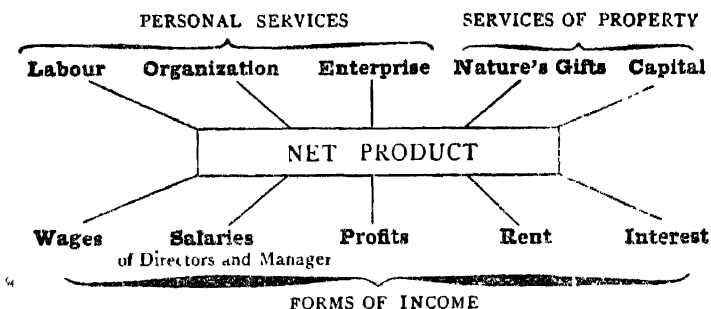 PERSONAL SERVICES SERVICES OF PROPERTY
Labour Organization Enterprise Nature's Gifts Capital
NET PRODUCT
Wages Salaries Profits Rent Interest
of Directors and Manager
FORMS OF INCOME